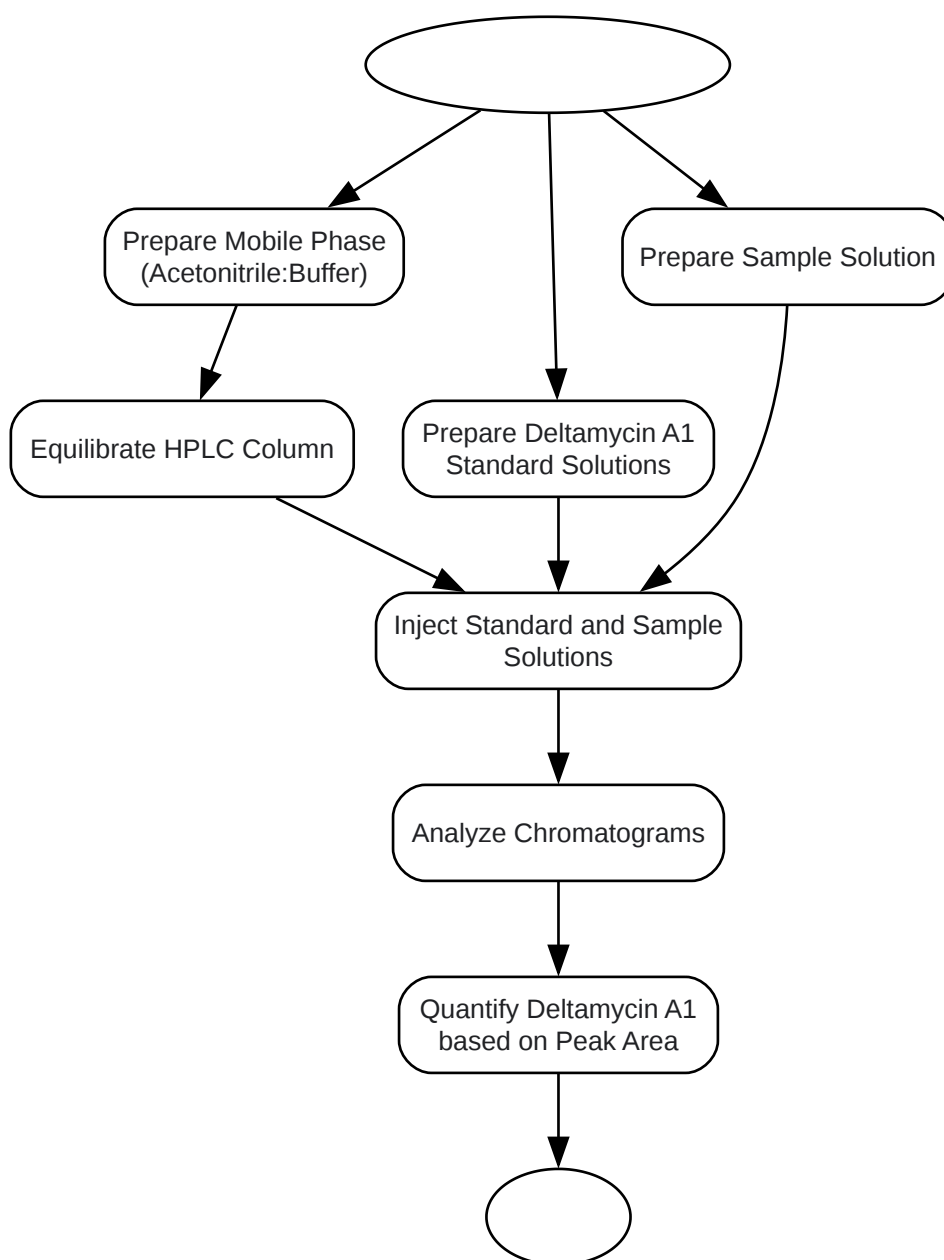 Prepare Mobile Phase
(Acetonitrile:Buffer)
Prepare Sample Solution
Equilibrate HPLC Column
Prepare Deltamycin A1
Standard Solutions
Inject Standard and Sample
Solutions
Analyze Chromatograms
Quantify Deltamycin A1
based on Peak Area